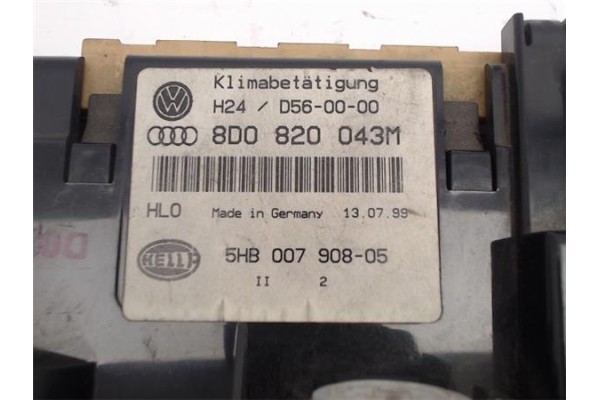 Klimabetätigung
H24 / D56-00-00
8D0 820 043M
HLO Made in Germany 13.07.99
HELLA
5HB 007 908-05
II 2